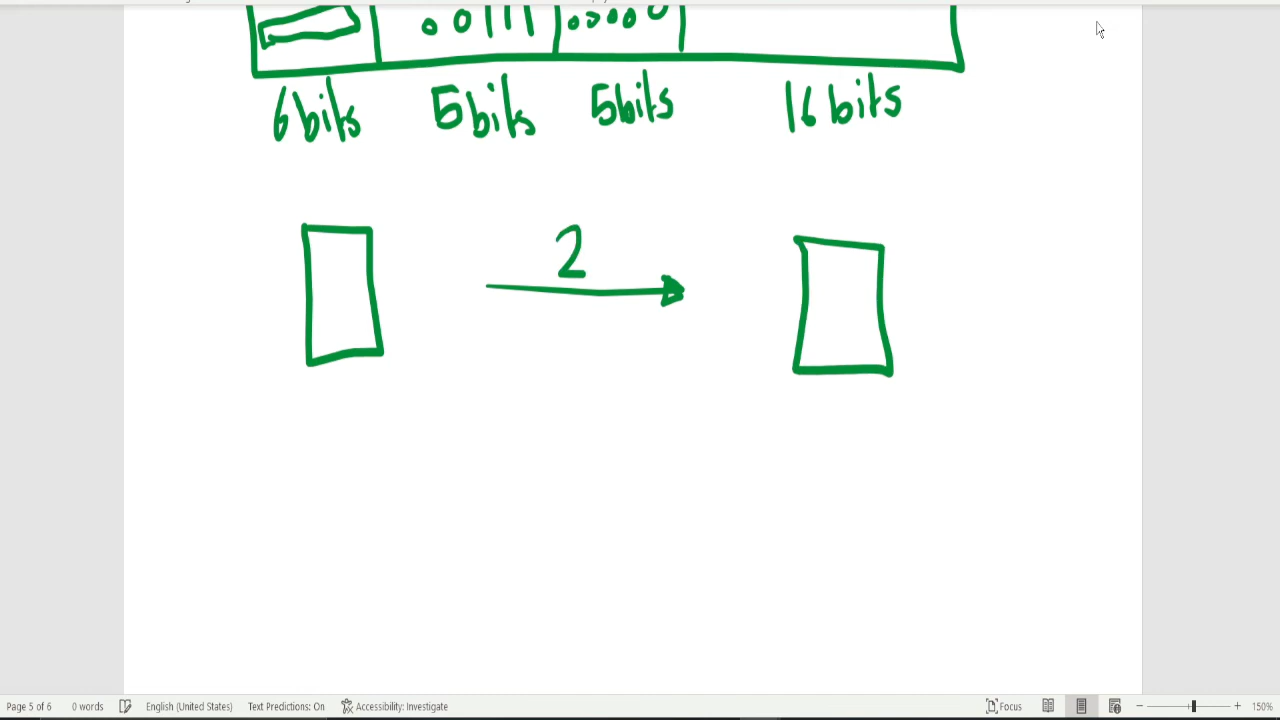 00111 00000
6bits 5bits 5bits 16 bits
2
Page 5 of 6 0 words English (United States) Text Predictions: On Accessibility: Investigate Focus 150%